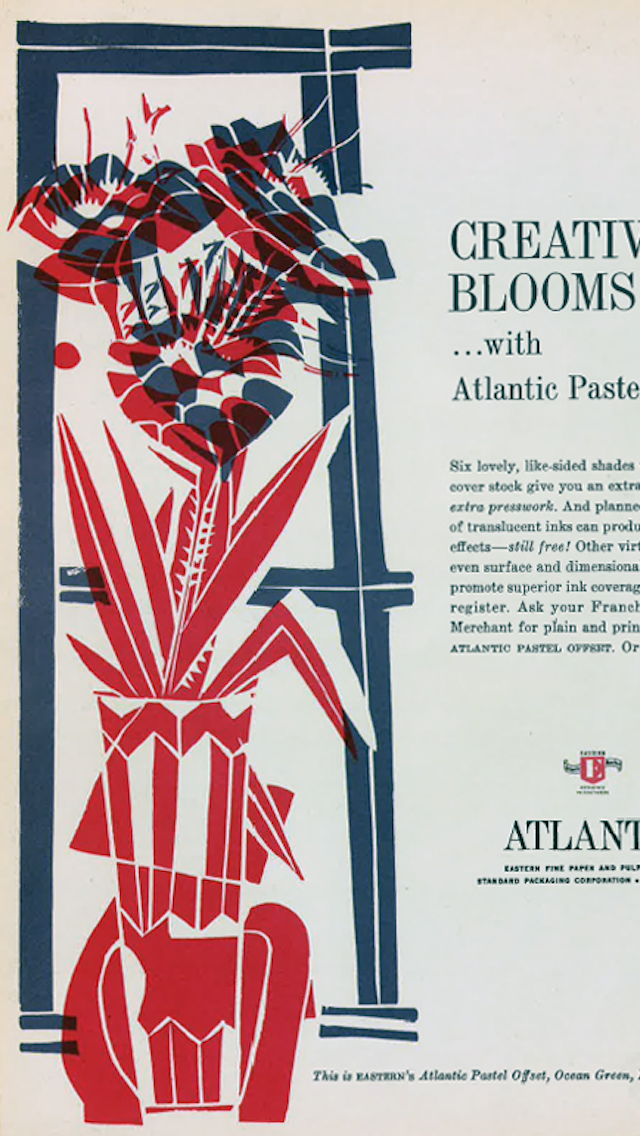 CREATIV
BLOOMS
...with
Atlantic Paste
Six lovely, like-sided shades
cover stock give you an extra
extra presswork. And planne
of translucent inks can produ
effects—still free! Other virt
even surface and dimensiona
promote superior ink coverag
register. Ask your Franch
Merchant for plain and prin
ATLANTIC PASTEL OFFSET. Or
EASTERN
E
ATLANT
EASTERN FINE PAPER AND PULP
STANDARD PACKAGING CORPORATION •
This is EASTERN's Atlantic Pastel Offset, Ocean Green,